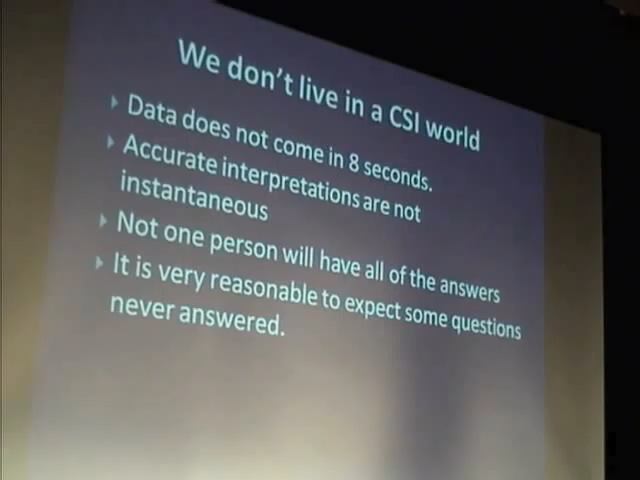 We don't live in a CSI world
Data does not come in 8 seconds.
Accurate interpretations are not
instantaneous
Not one person will have all of the answers
It is very reasonable to expect some questions
never answered.